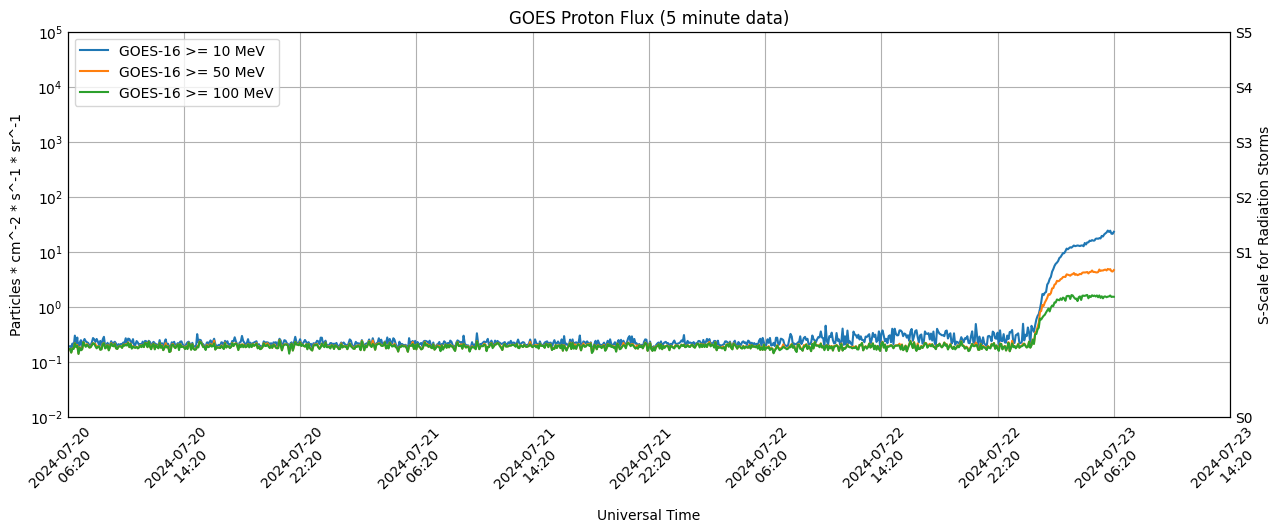 GOES Proton Flux (5 minute data)
GOES-16 >= 10 MeV
GOES-16 >= 50 MeV
GOES-16 >= 100 MeV
Particles * cm^-2 * s^-1 * sr^-1
10^5
10^4
10^3
10^2
10^1
10^0
10^-1
10^-2
S5
S4
S3
S2
S1
S0
S-Scale for Radiation Storms
2024-07-20
06:20
2024-07-20
14:20
2024-07-20
22:20
2024-07-21
06:20
2024-07-21
14:20
2024-07-21
22:20
2024-07-22
06:20
2024-07-22
14:20
2024-07-22
22:20
2024-07-23
06:20
2024-07-23
14:20
Universal Time